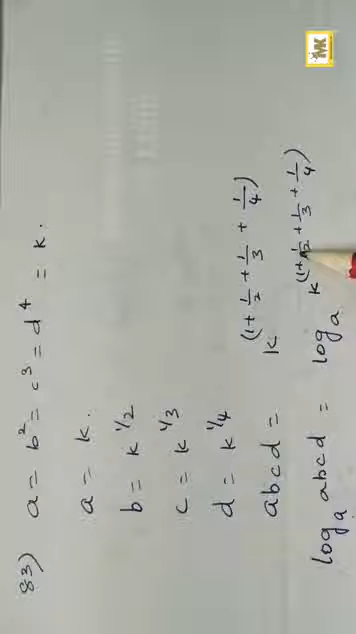 83) a = b² = c³ = d⁴ = k.
a = k.
b = k^1/2
c = k^1/3
d = k^1/4
abcd = k^(1 + 1/2 + 1/3 + 1/4)
log_a abcd = log_a k^(1 + 1/2 + 1/3 + 1/4)
MK